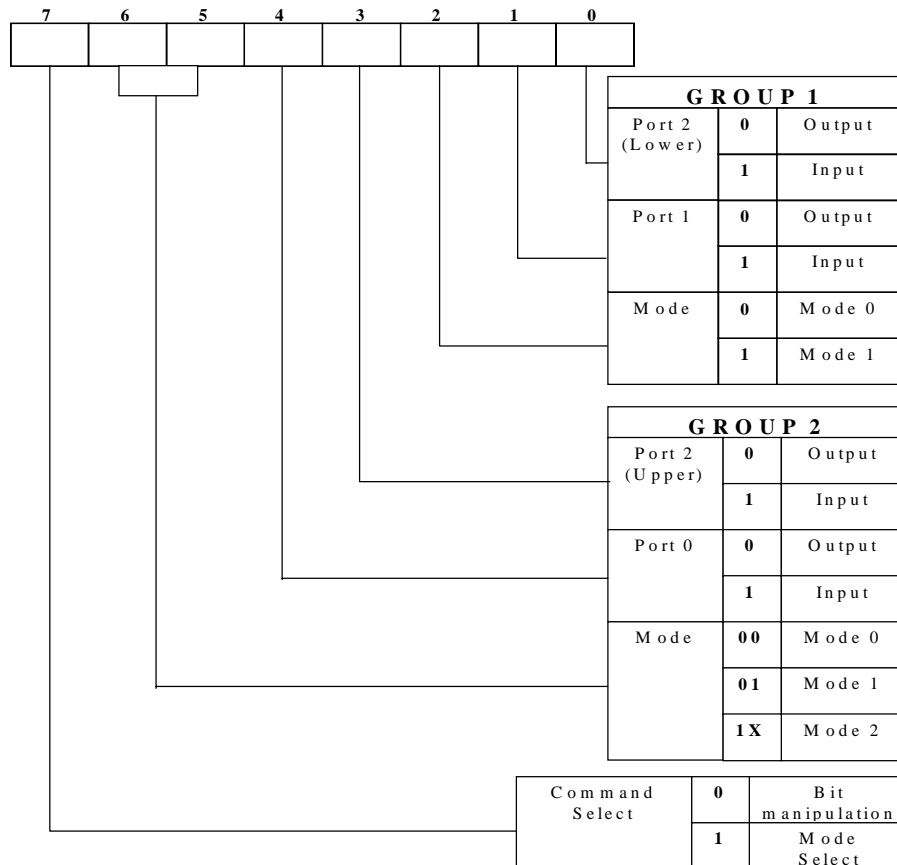 7 6 5 4 3 2 1 0
GROUP 1
Port 2 0 Output
(Lower)
1 Input
Port 1 0 Output
1 Input
Mode 0 Mode 0
1 Mode 1
GROUP 2
Port 2 0 Output
(Upper)
1 Input
Port 0 0 Output
1 Input
Mode 00 Mode 0
01 Mode 1
1X Mode 2
Command 0 Bit
Select manipulation
1 Mode
Select